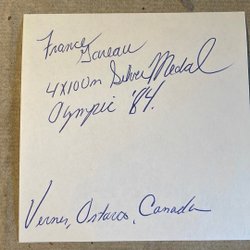 France
Gareau
4X100m Silver Medal
Olympic '84.
Verner, Ontario, Canada